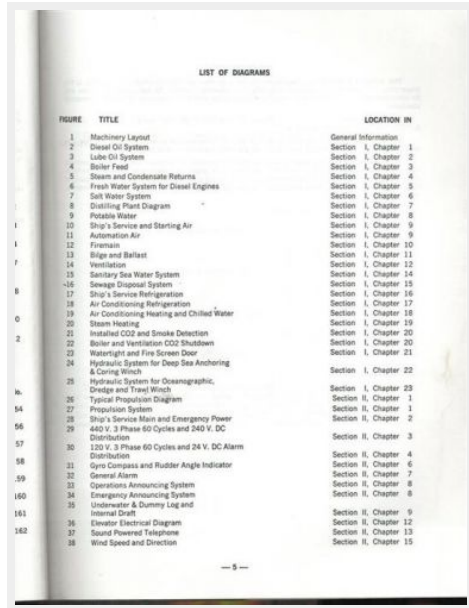 LIST OF DIAGRAMS
FIGURE TITLE LOCATION IN
1 Machinery Layout General Information
2 Diesel Oil System Section I, Chapter 1
3 Lube Oil System Section I, Chapter 2
4 Boiler Feed Section I, Chapter 3
5 Steam and Condensate Returns Section I, Chapter 4
6 Fresh Water System for Diesel Engines Section I, Chapter 5
7 Salt Water System Section I, Chapter 6
8 Distilling Plant Diagram Section I, Chapter 7
9 Potable Water Section I, Chapter 8
10 Ship's Service and Starting Air Section I, Chapter 9
11 Automation Air Section I, Chapter 9
12 Firemain Section I, Chapter 10
13 Bilge and Ballast Section I, Chapter 11
14 Ventilation Section I, Chapter 12
15 Sanitary Sea Water System Section I, Chapter 14
16 Sewage Disposal System Section I, Chapter 15
17 Ship's Service Refrigeration Section I, Chapter 16
18 Air Conditioning Refrigeration Section I, Chapter 17
19 Air Conditioning Heating and Chilled Water Section I, Chapter 18
20 Steam Heating Section I, Chapter 19
21 Installed CO2 and Smoke Detection Section I, Chapter 20
22 Boiler and Ventilation CO2 Shutdown Section I, Chapter 20
23 Watertight and Fire Screen Door Section I, Chapter 21
24 Hydraulic System for Deep Sea Anchoring
& Coring Winch Section I, Chapter 22
25 Hydraulic System for Oceanographic,
Dredge and Trawl Winch Section I, Chapter 23
26 Typical Propulsion Diagram Section II, Chapter 1
27 Propulsion System Section II, Chapter 1
28 Ship's Service Main and Emergency Power Section II, Chapter 2
29 440 V. 3 Phase 60 Cycles and 240 V. DC
Distribution Section II, Chapter 3
30 120 V. 3 Phase 60 Cycles and 24 V. DC Alarm
Distribution Section II, Chapter 4
31 Gyro Compass and Rudder Angle Indicator Section II, Chapter 6
32 General Alarm Section II, Chapter 7
33 Operations Announcing System Section II, Chapter 8
34 Emergency Announcing System Section II, Chapter 8
35 Underwater & Dummy Log and
Internal Draft Section II, Chapter 9
36 Elevator Electrical Diagram Section II, Chapter 12
37 Sound Powered Telephone Section II, Chapter 13
38 Wind Speed and Direction Section II, Chapter 15
— 5 —